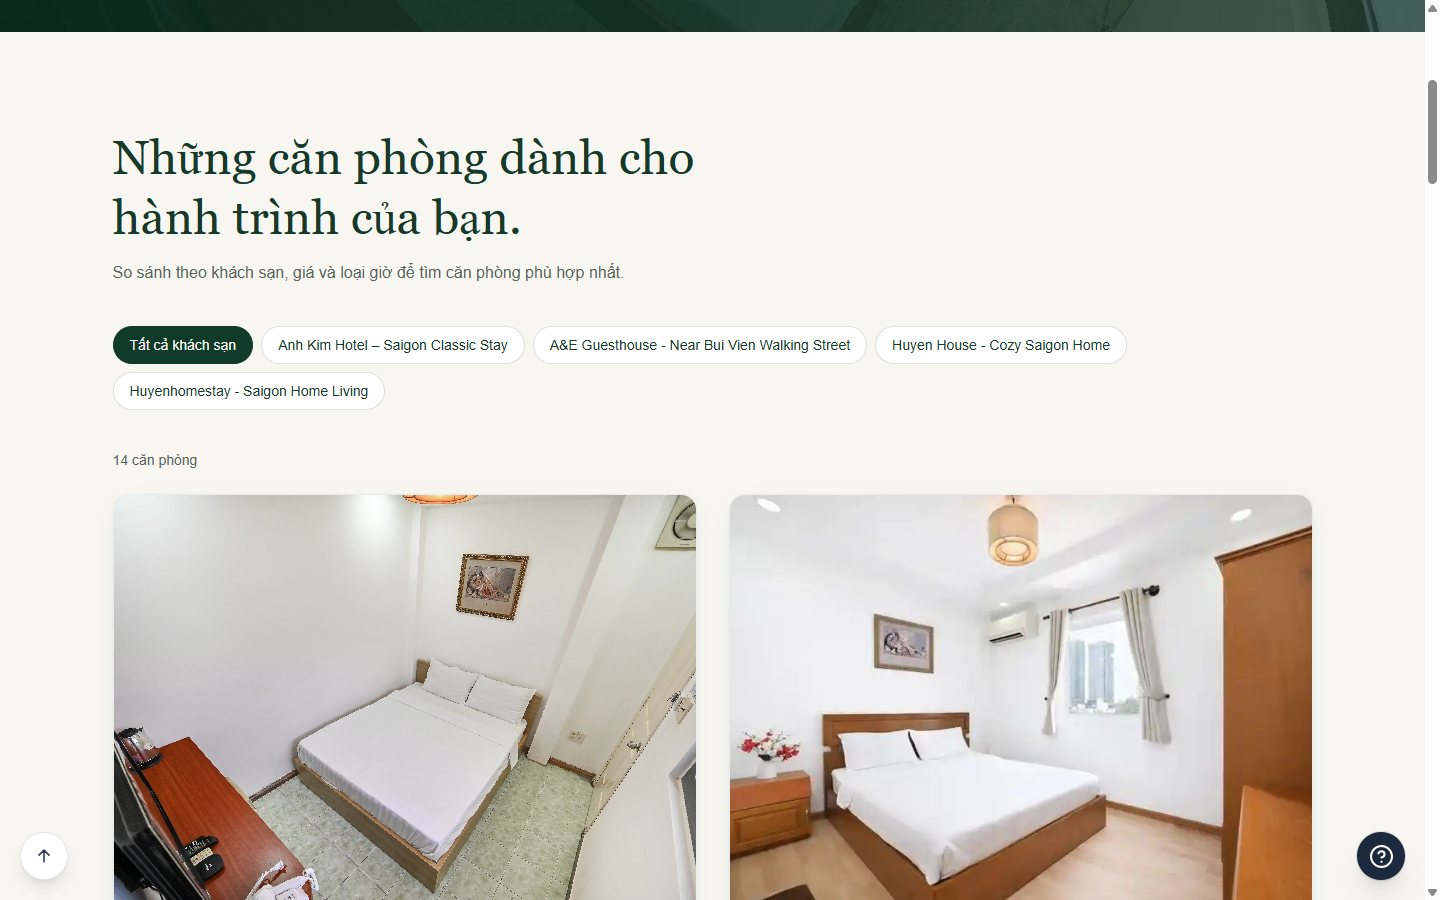 Những căn phòng dành cho
hành trình của bạn.
So sánh theo khách sạn, giá và loại giờ để tìm căn phòng phù hợp nhất.
Tất cả khách sạn
Anh Kim Hotel – Saigon Classic Stay
A&E Guesthouse - Near Bui Vien Walking Street
Huyen House - Cozy Saigon Home
Huyenhomestay - Saigon Home Living
14 căn phòng